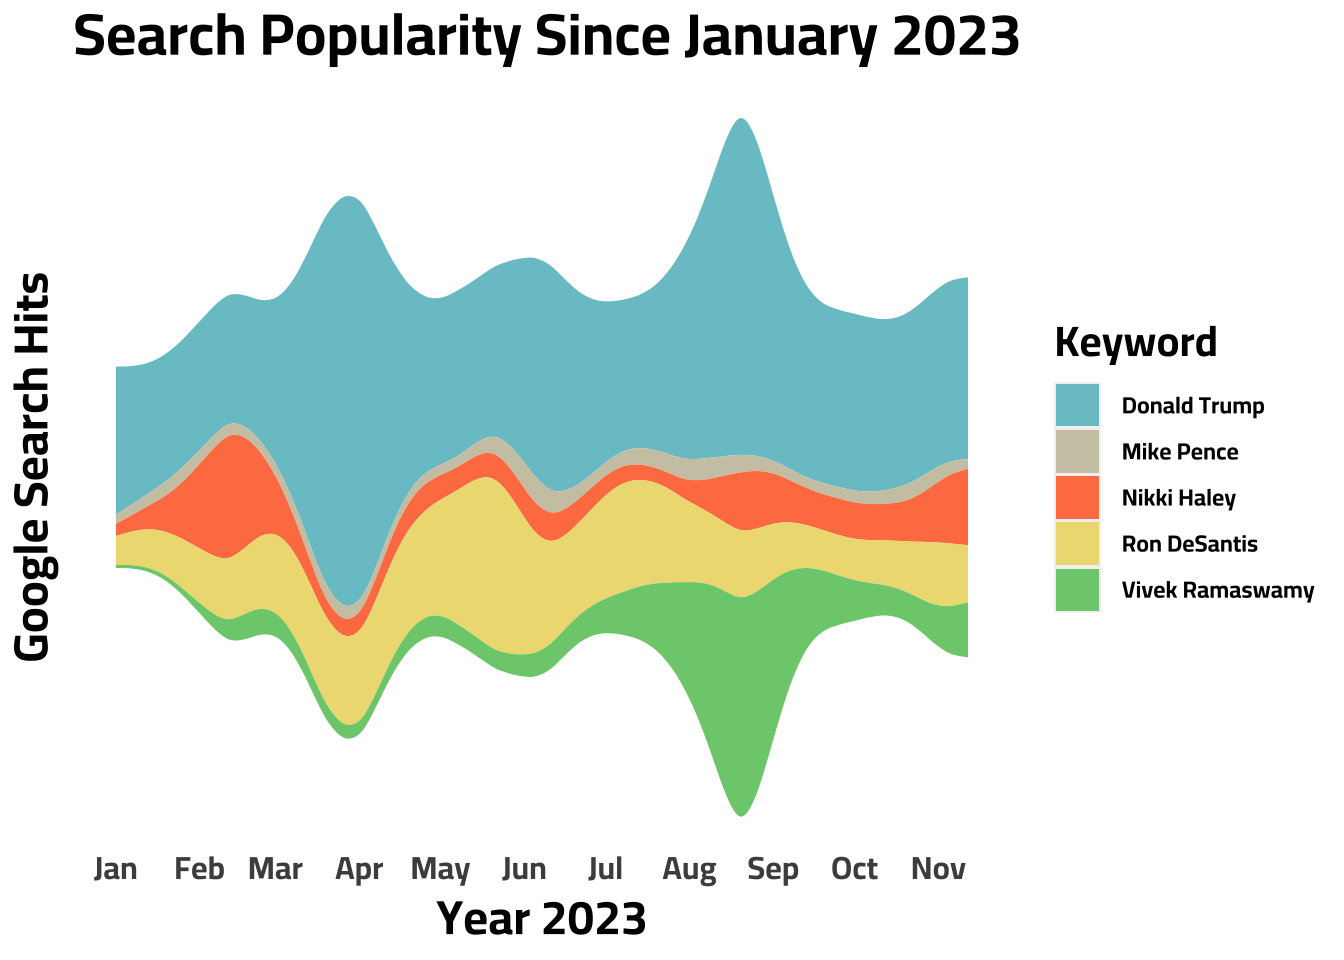 Search Popularity Since January 2023
Google Search Hits
Keyword
Donald Trump
Mike Pence
Nikki Haley
Ron DeSantis
Vivek Ramaswamy
Jan Feb Mar Apr May Jun Jul Aug Sep Oct Nov
Year 2023